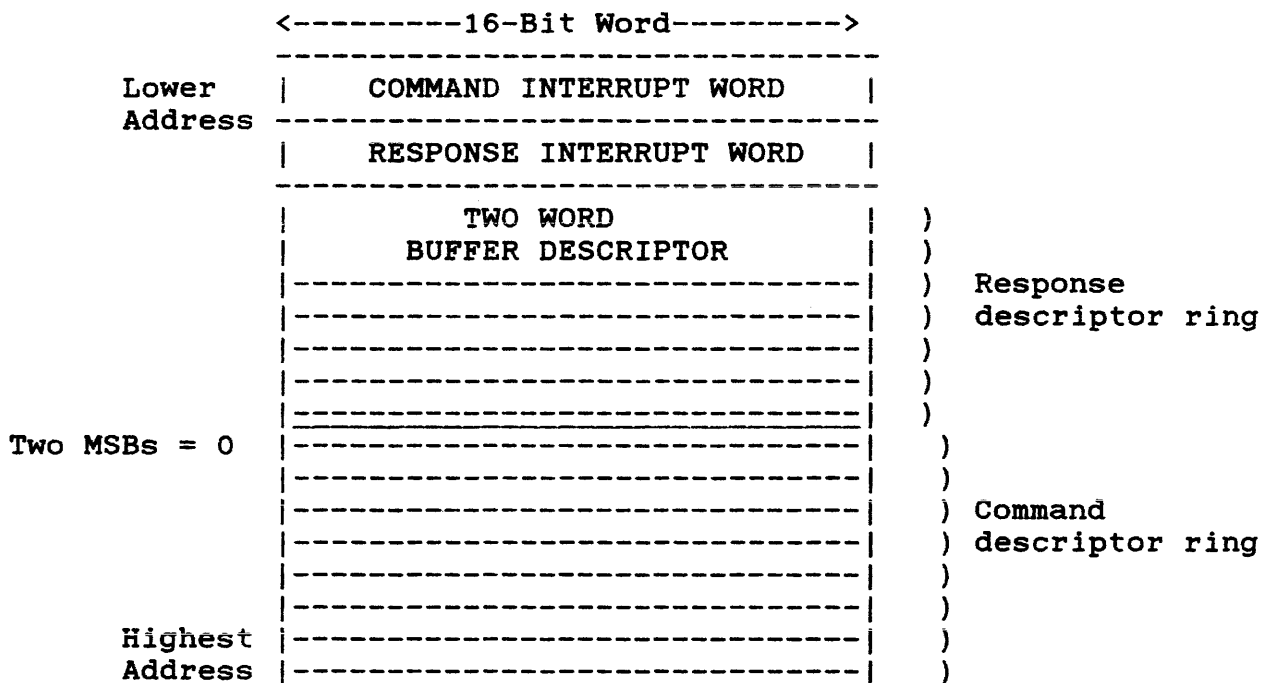 <---------16-Bit Word--------->
---------------------------------
Lower | COMMAND INTERRUPT WORD |
Address ---------------------------------
| RESPONSE INTERRUPT WORD |
---------------------------------
| TWO WORD | )
| BUFFER DESCRIPTOR | )
|-------------------------------| ) Response
|-------------------------------| ) descriptor ring
|-------------------------------| )
|-------------------------------| )
|-------------------------------| )
Two MSBs = 0 |-------------------------------| )
|-------------------------------| )
|-------------------------------| ) Command
|-------------------------------| ) descriptor ring
|-------------------------------| )
|-------------------------------| )
Highest |-------------------------------| )
Address |-------------------------------| )